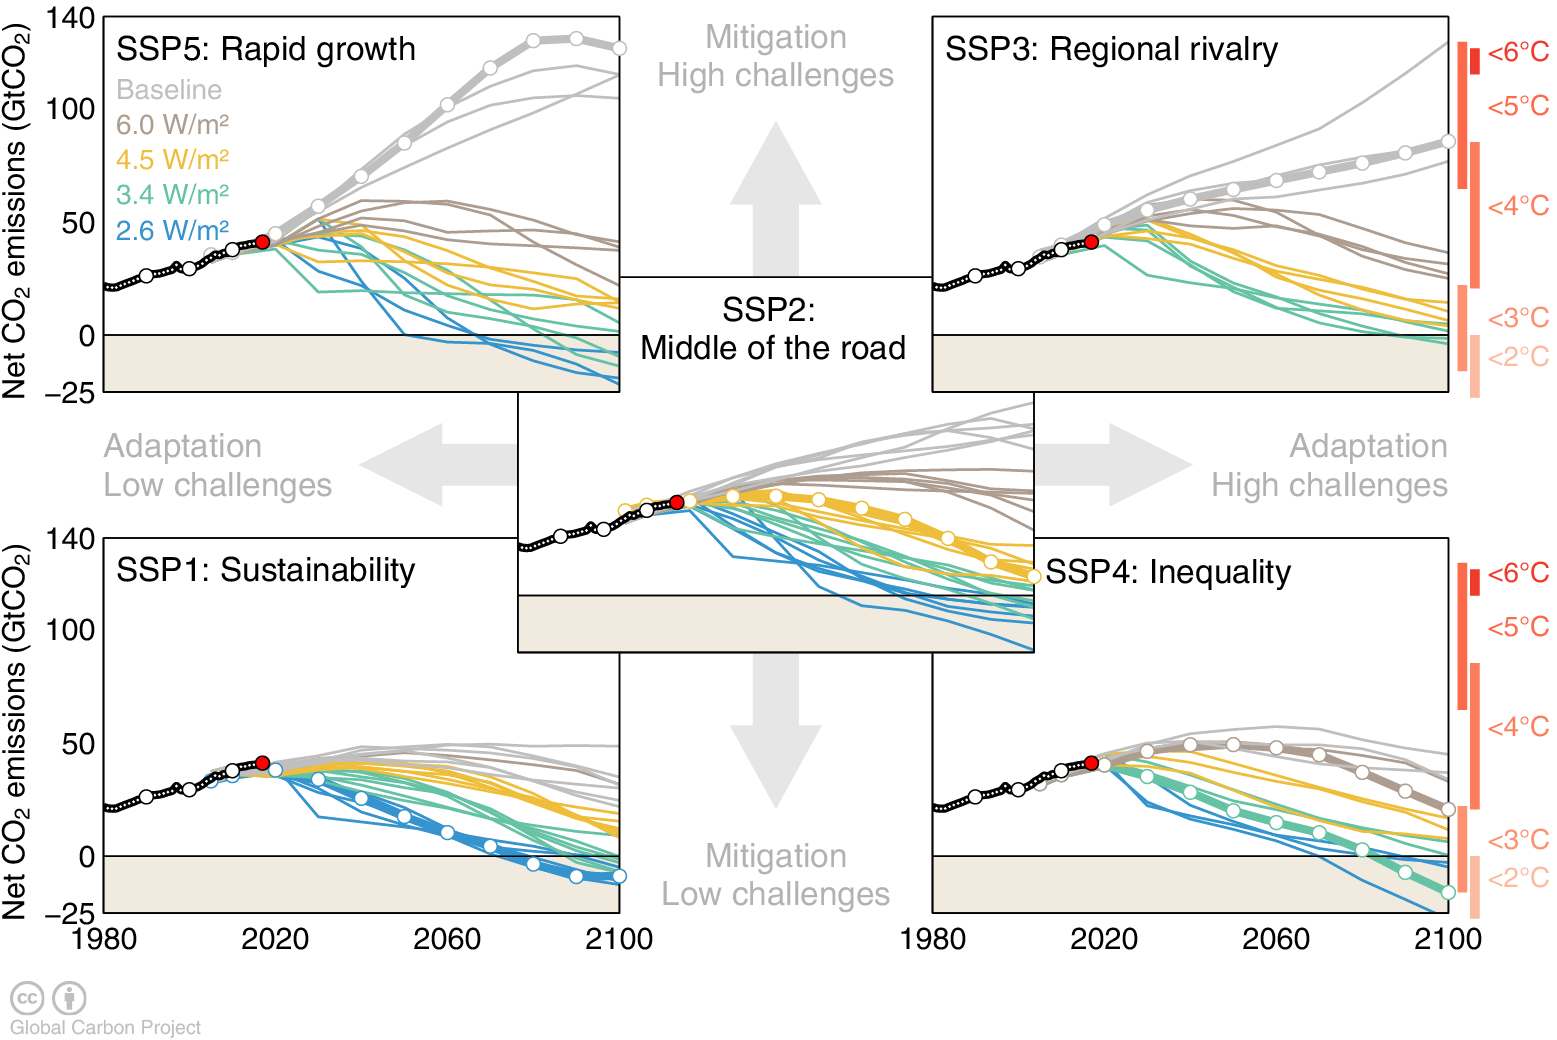 Net CO₂ emissions (GtCO₂)
140
100
50
0
−25
SSP5: Rapid growth
Baseline
6.0 W/m²
4.5 W/m²
3.4 W/m²
2.6 W/m²
Mitigation
High challenges
SSP3: Regional rivalry
<6°C
<5°C
<4°C
<3°C
<2°C
SSP2:
Middle of the road
Adaptation
Low challenges
Adaptation
High challenges
Net CO₂ emissions (GtCO₂)
140
100
50
0
−25
SSP1: Sustainability
1980
2020
2060
2100
Mitigation
Low challenges
SSP4: Inequality
1980
2020
2060
2100
<6°C
<5°C
<4°C
<3°C
<2°C
cc
Global Carbon Project